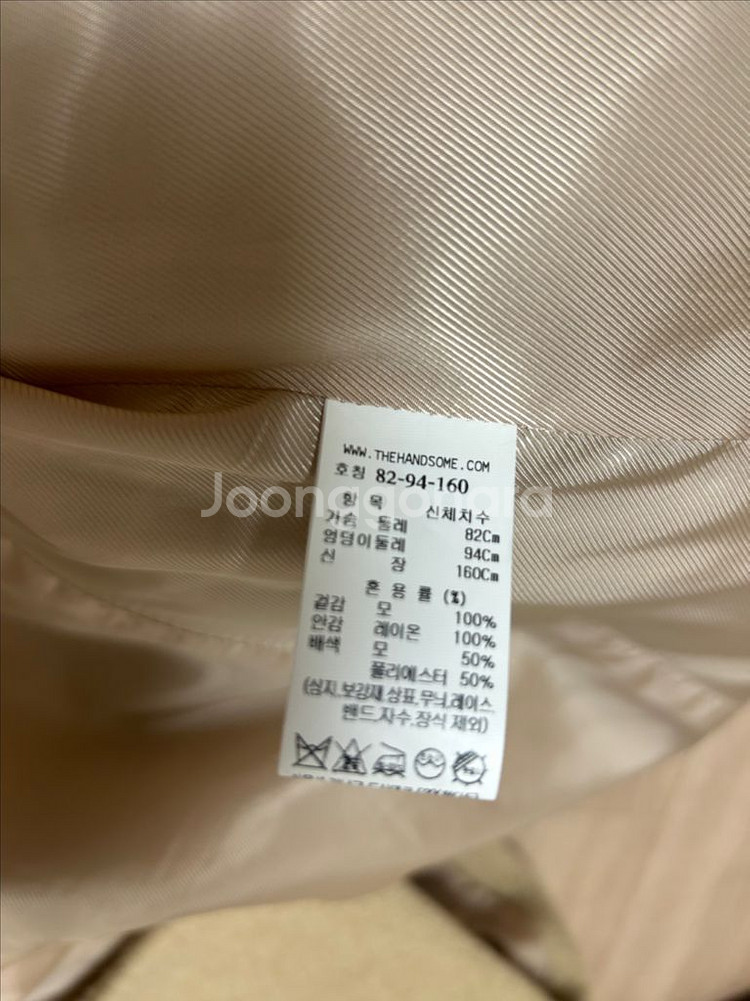 WWW.THEHANDSOME.COM
호칭 82-94-160
항 목 신체치수
가슴 둘레 82Cm
엉덩이둘레 94Cm
신 장 160Cm
혼 용 률 (%)
겉감 모 100%
안감 레이온 100%
배색 모 50%
폴리에스터 50%
(심지,보강재,상표,무늬,레이스
밴드,자수,장식 제외)
Joonggonara